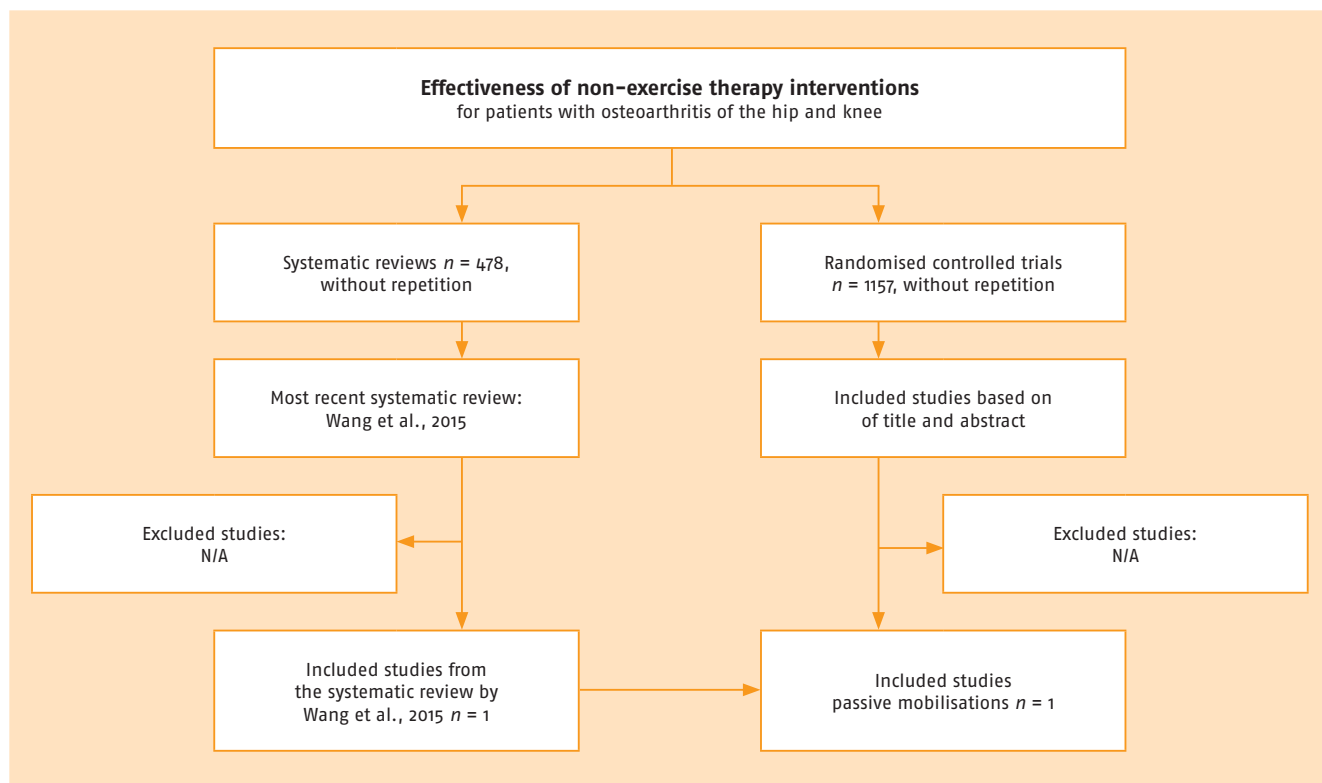 Effectiveness of non-exercise therapy interventions
for patients with osteoarthritis of the hip and knee
Systematic reviews n = 478,
without repetition
Randomised controlled trials
n = 1157, without repetition
Most recent systematic review:
Wang et al., 2015
Included studies based on
of title and abstract
Excluded studies:
N/A
Excluded studies:
N/A
Included studies from
the systematic review by
Wang et al., 2015 n = 1
Included studies
passive mobilisations n = 1